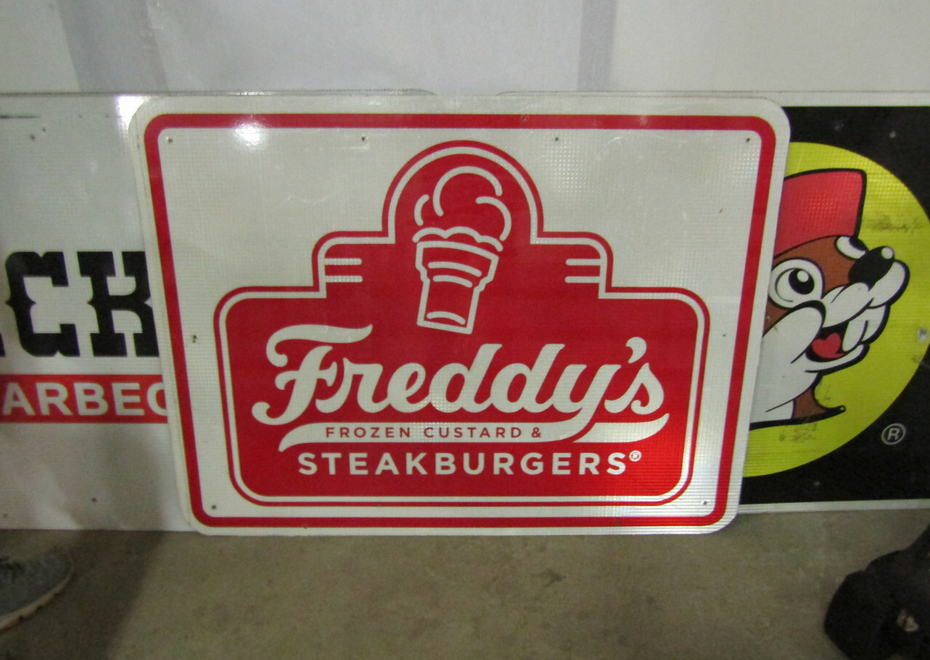 CK
ARBEC
Freddy's
FROZEN CUSTARD &
STEAKBURGERS®
®